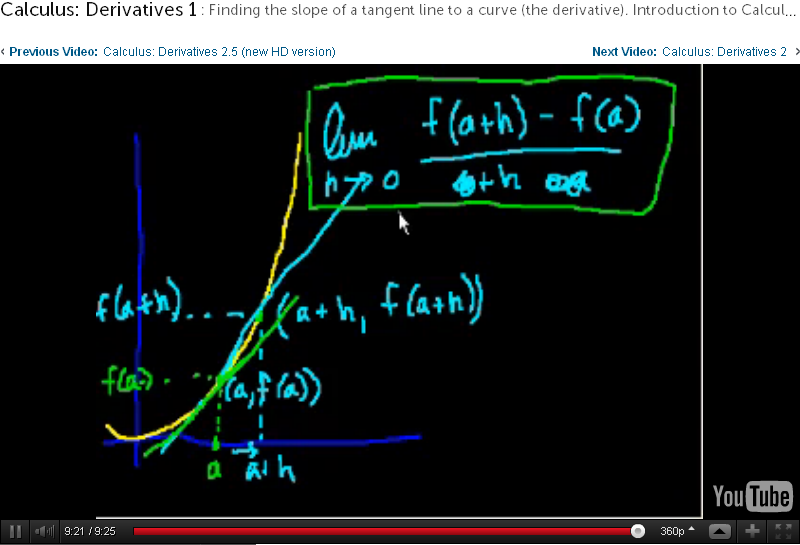 Calculus: Derivatives 1 : Finding the slope of a tangent line to a curve (the derivative). Introduction to Calcul...
‹ Previous Video: Calculus: Derivatives 2.5 (new HD version) Next Video: Calculus: Derivatives 2 ›
lim f(a+h) - f(a)
h→0 +h
f(a+h) (a+h, f(a+h))
f(a) (a, f(a))
a a+h
YouTube
9:21 / 9:25 360p